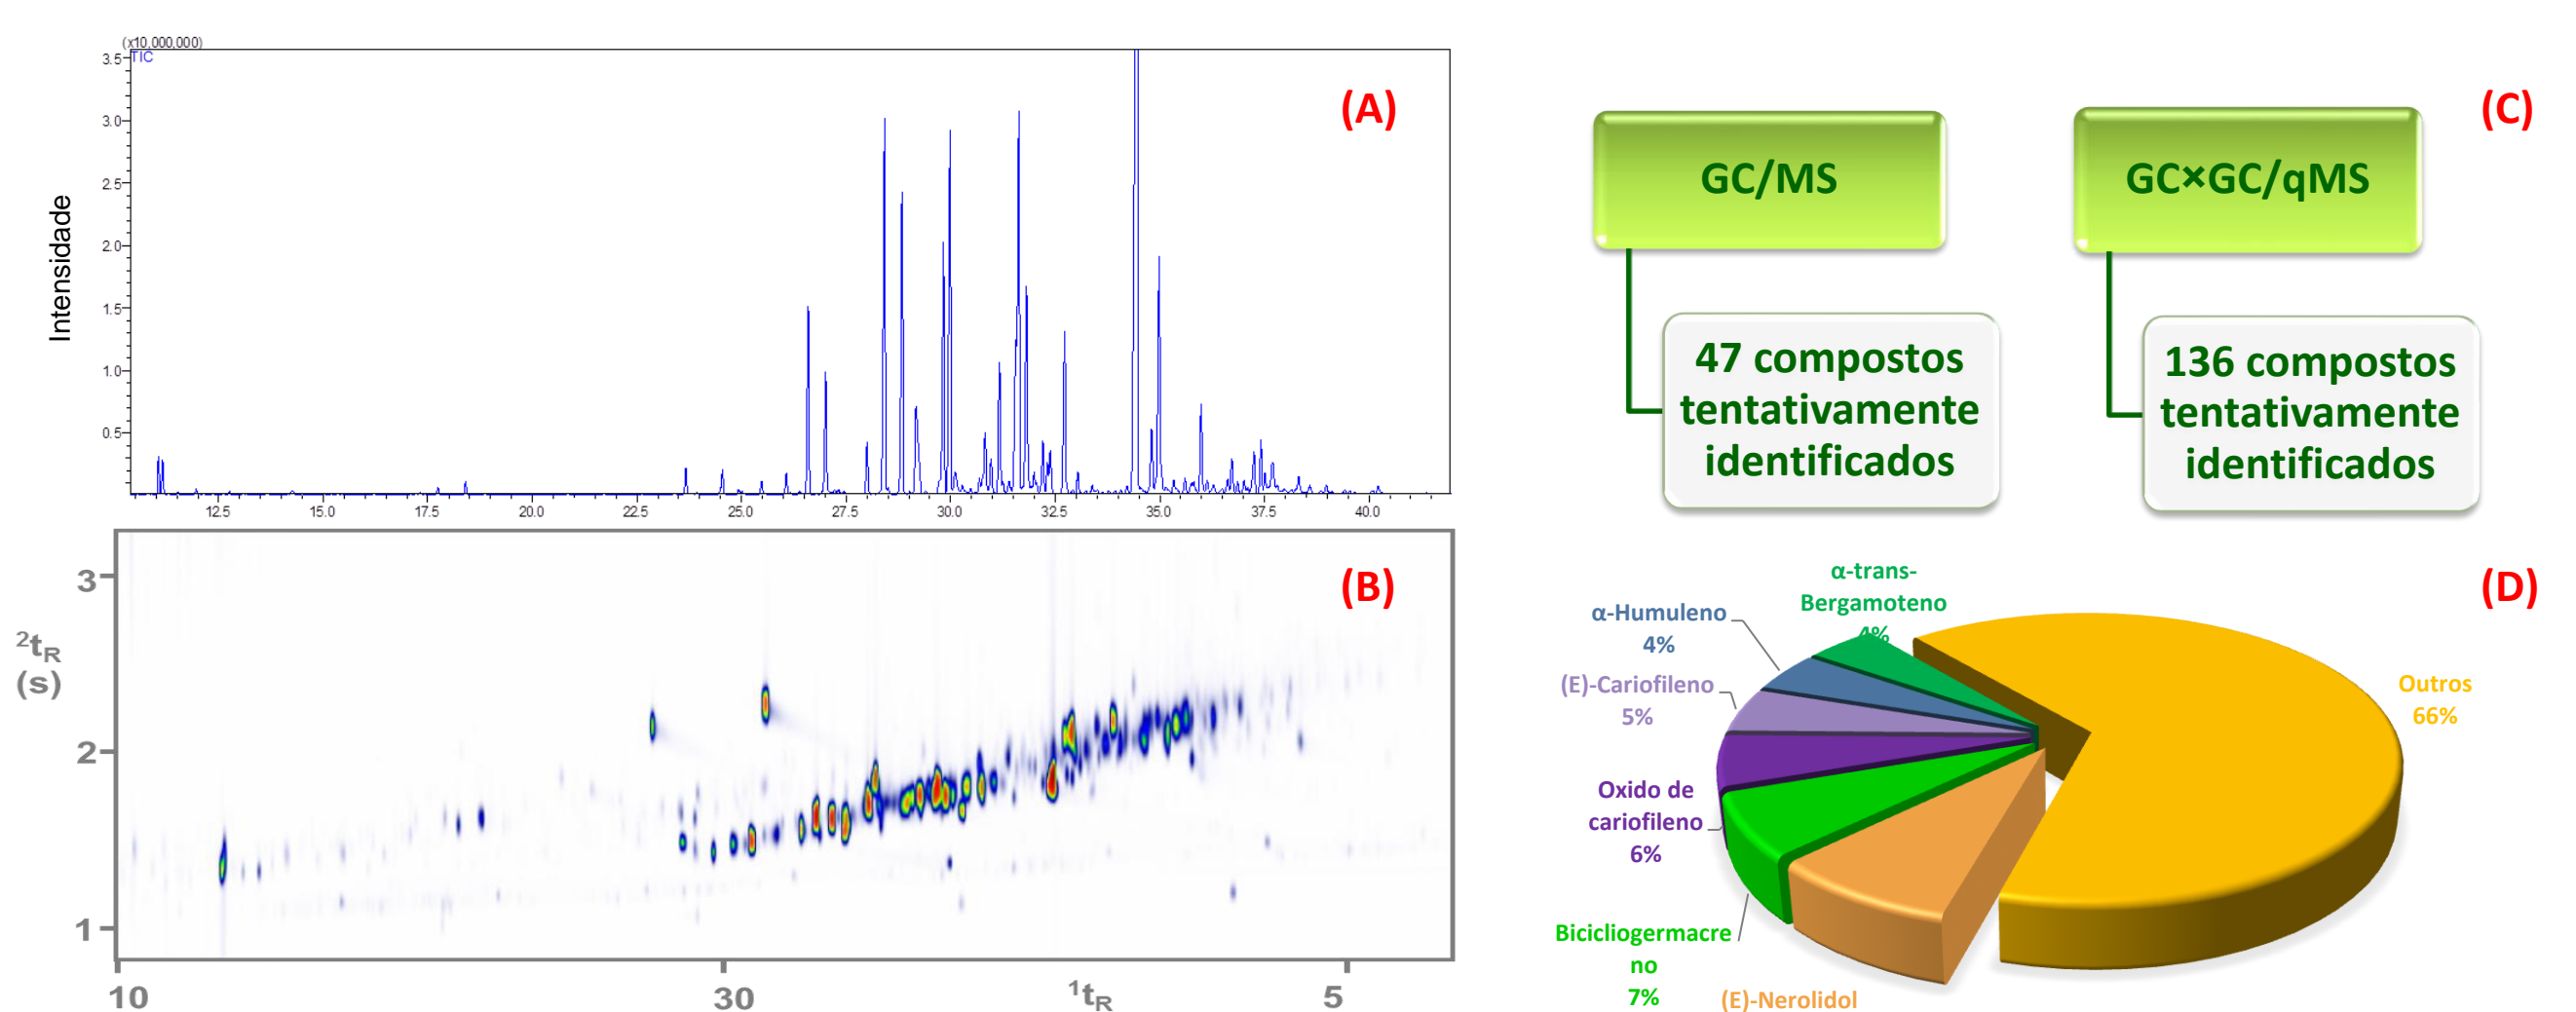 (x10,000,000)
TIC
3.5
3.0
2.5
2.0
1.5
1.0
0.5
Intensidade
(A)
12.5
15.0
17.5
20.0
22.5
25.0
27.5
30.0
32.5
35.0
37.5
40.0
(B)
3
2
1
²tR
(s)
10
30
¹tR
5
(C)
GC/MS
GC×GC/qMS
47 compostos
tentativamente
identificados
136 compostos
tentativamente
identificados
(D)
α-trans-
Bergamoteno
4%
α-Humuleno
4%
(E)-Cariofileno
5%
Oxido de
cariofileno
6%
Bicicliogermacre
no
7%
(E)-Nerolidol
Outros
66%